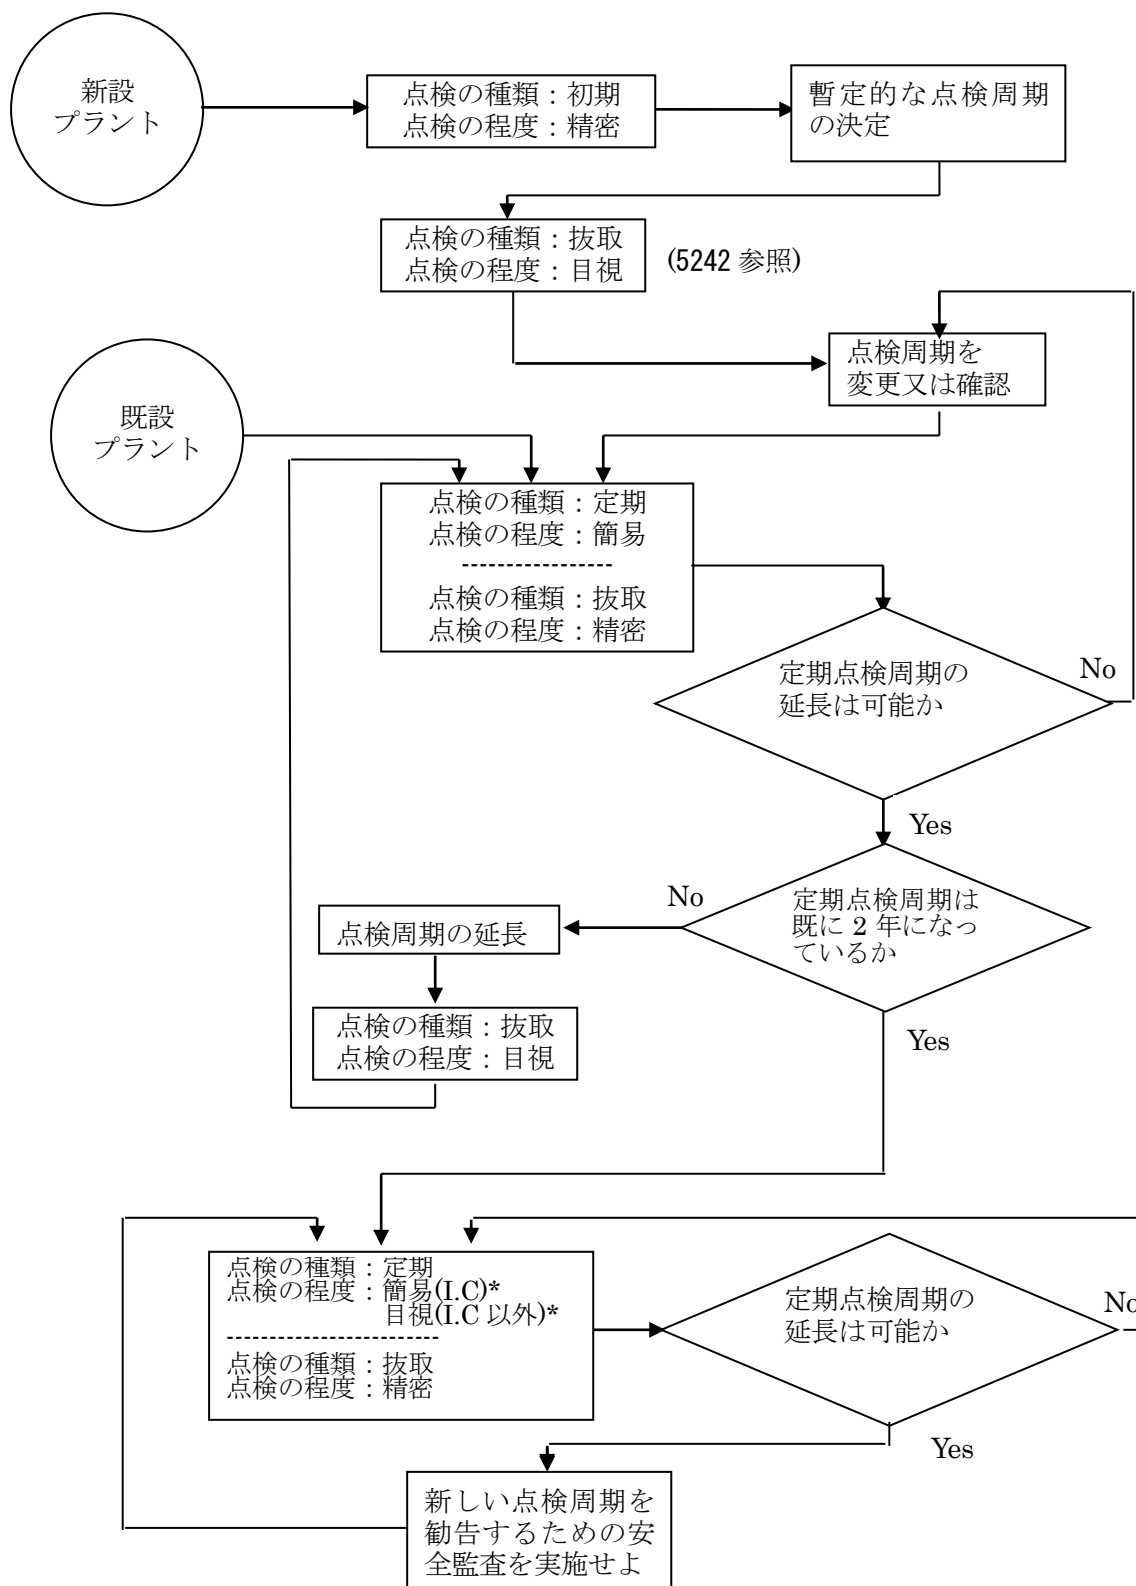 新設
プラント
点検の種類：初期
点検の程度：精密
暫定的な点検周期
の決定
点検の種類：抜取
点検の程度：目視
(5242 参照)
点検周期を
変更又は確認
既設
プラント
点検の種類：定期
点検の程度：簡易
------------------
点検の種類：抜取
点検の程度：精密
定期点検周期の
延長は可能か
No
Yes
定期点検周期は
既に 2 年になっ
ているか
No
点検周期の延長
点検の種類：抜取
点検の程度：目視
Yes
点検の種類：定期
点検の程度：簡易(I.C)*
目視(I.C 以外)*
-------------------------
点検の種類：抜取
点検の程度：精密
定期点検周期の
延長は可能か
No
Yes
新しい点検周期を
勧告するための安
全監査を実施せよ